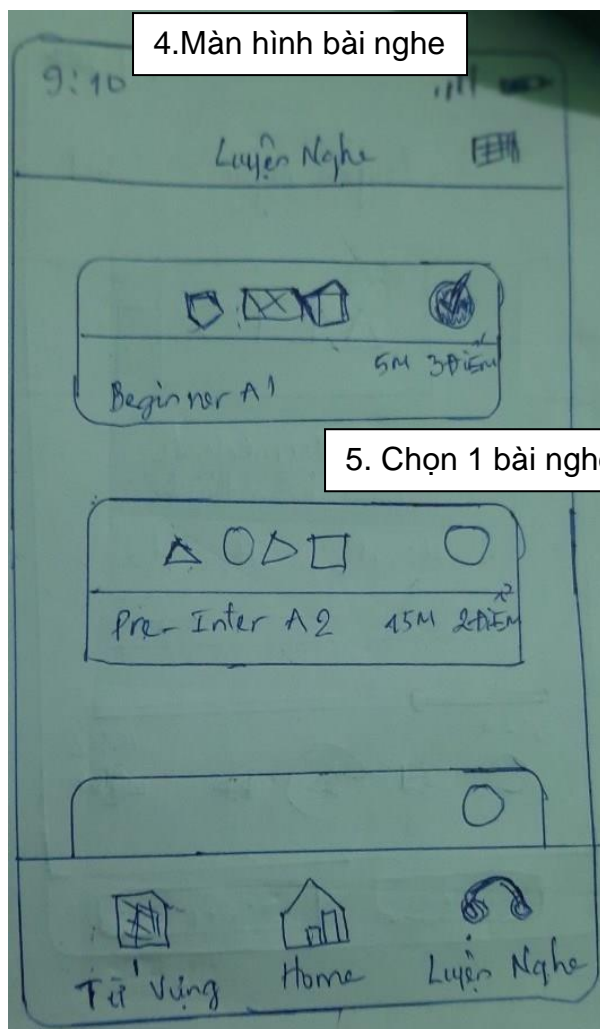 4.Màn hình bài nghe
9:10
Luyện Nghe
5M 3 ĐIỂM
Beginner A1
5. Chọn 1 bài nghe
Pre-Inter A2 15M 2 ĐIỂM
Từ Vựng Home Luyện Nghe